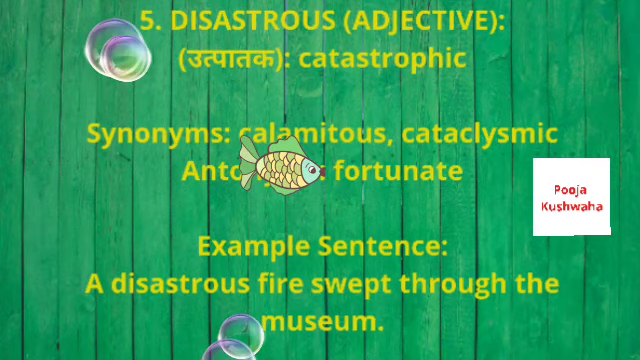 5. DISASTROUS (ADJECTIVE):
(उत्पातक): catastrophic
Synonyms: calamitous, cataclysmic
fortunate
Example Sentence:
A disastrous fire swept through the
museum.
Pooja
Kushwaha